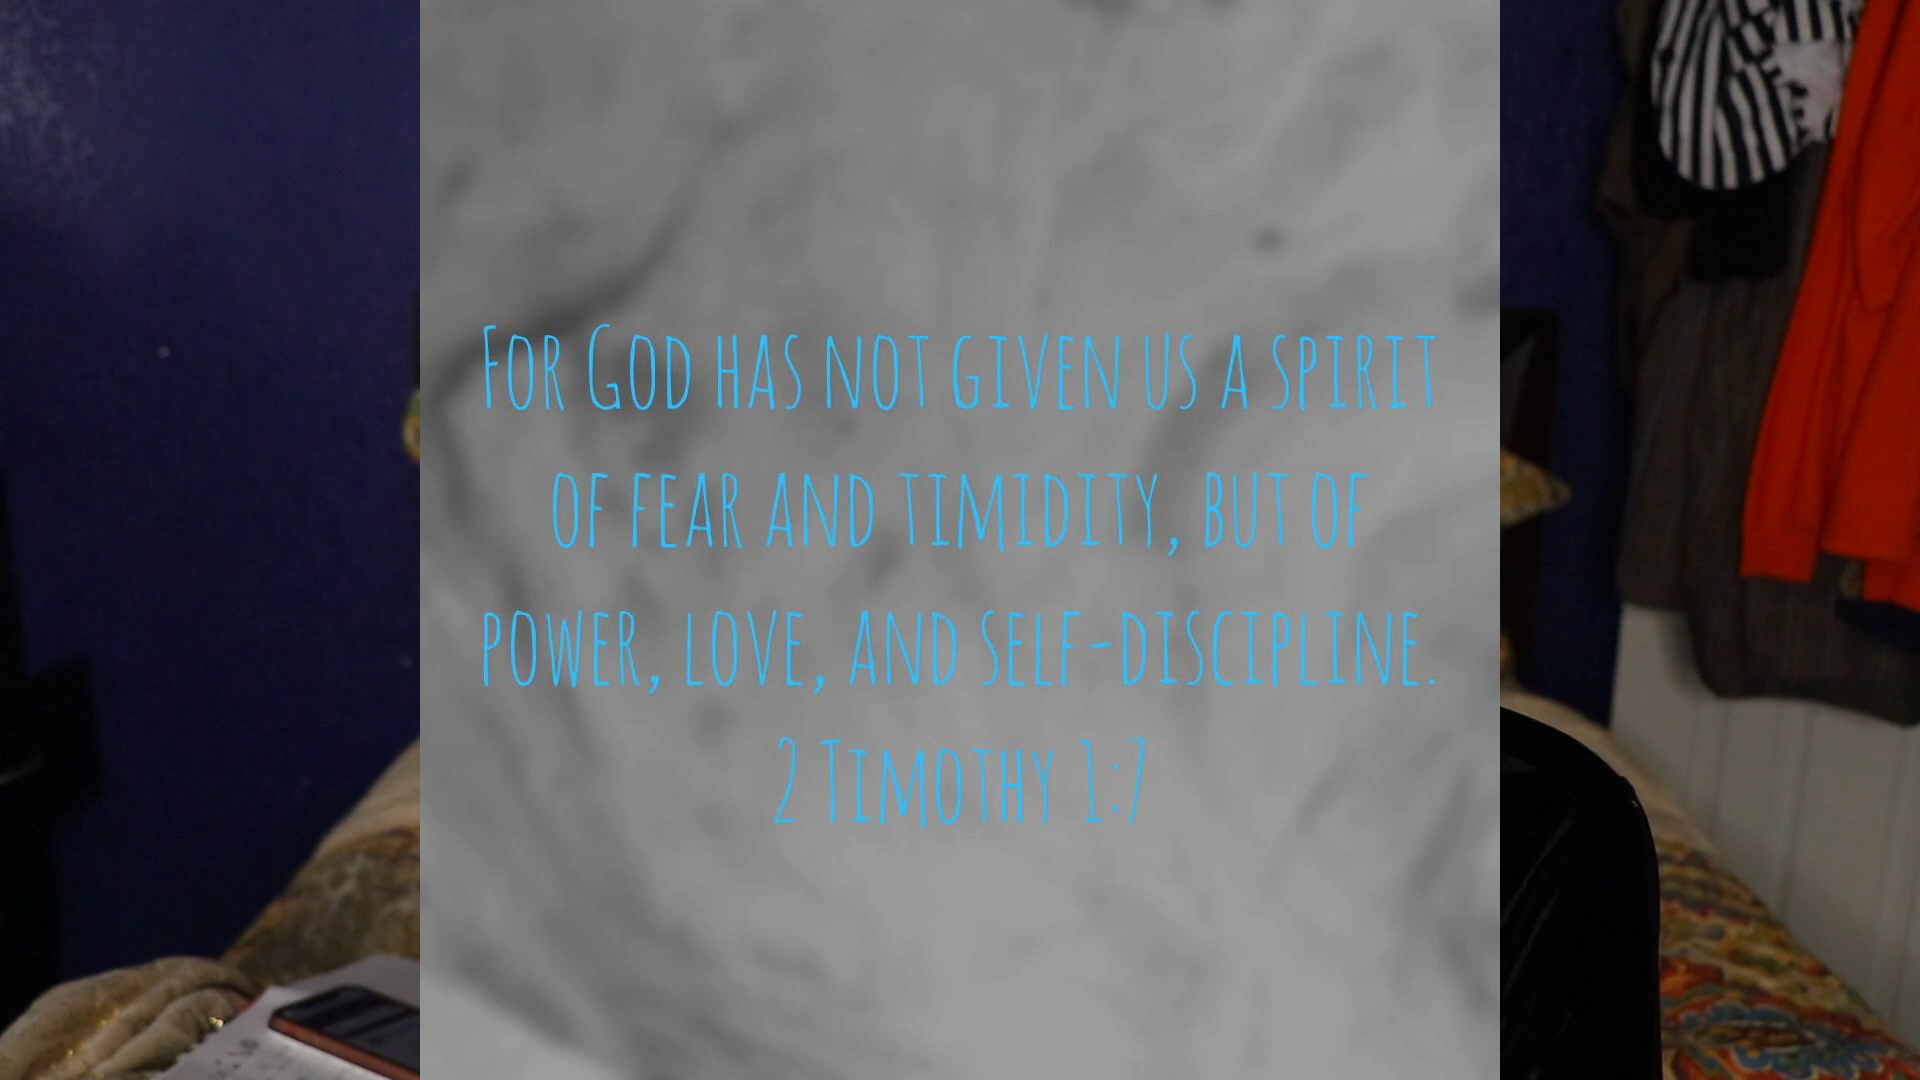 For God has not given us a spirit
of fear and timidity, but of
power, love, and self-discipline.
2 Timothy 1:7